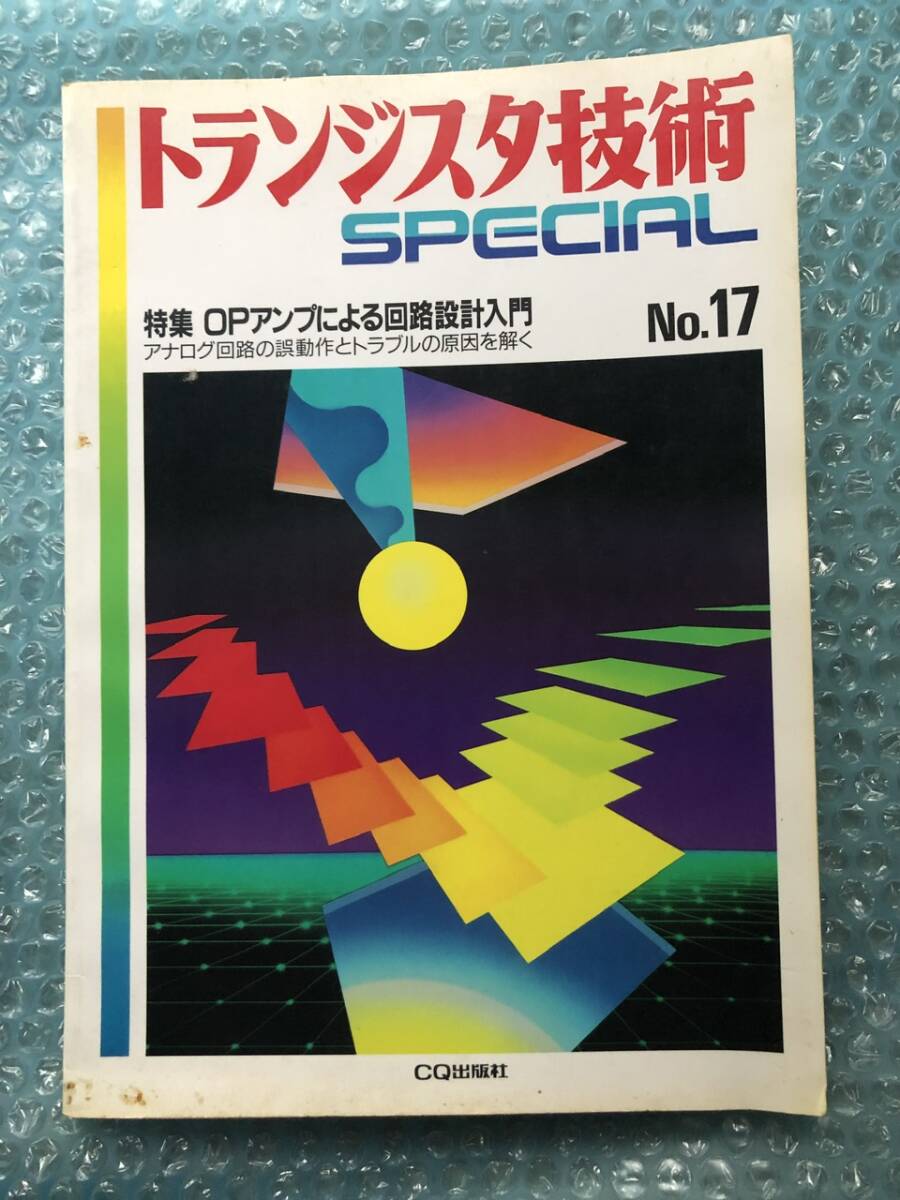 トランジスタ技術
SPECIAL
特集 OPアンプによる回路設計入門
アナログ回路の誤動作とトラブルの原因を解く
No.17
CQ出版社